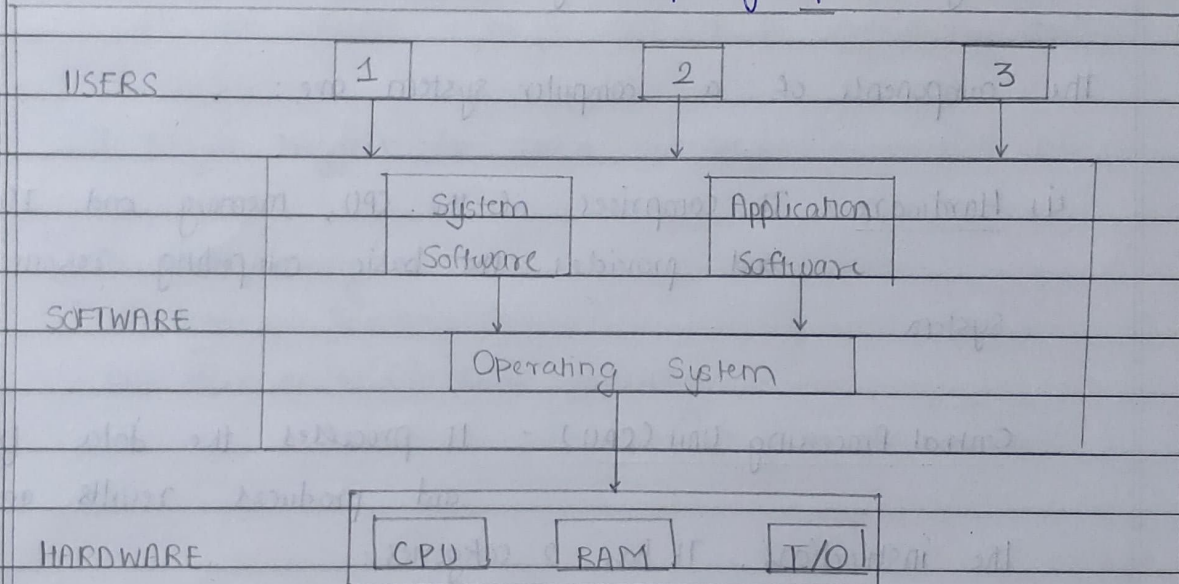 USERS 1 2 3
System Application
Software Software
SOFTWARE
Operating System
HARDWARE CPU RAM I/O